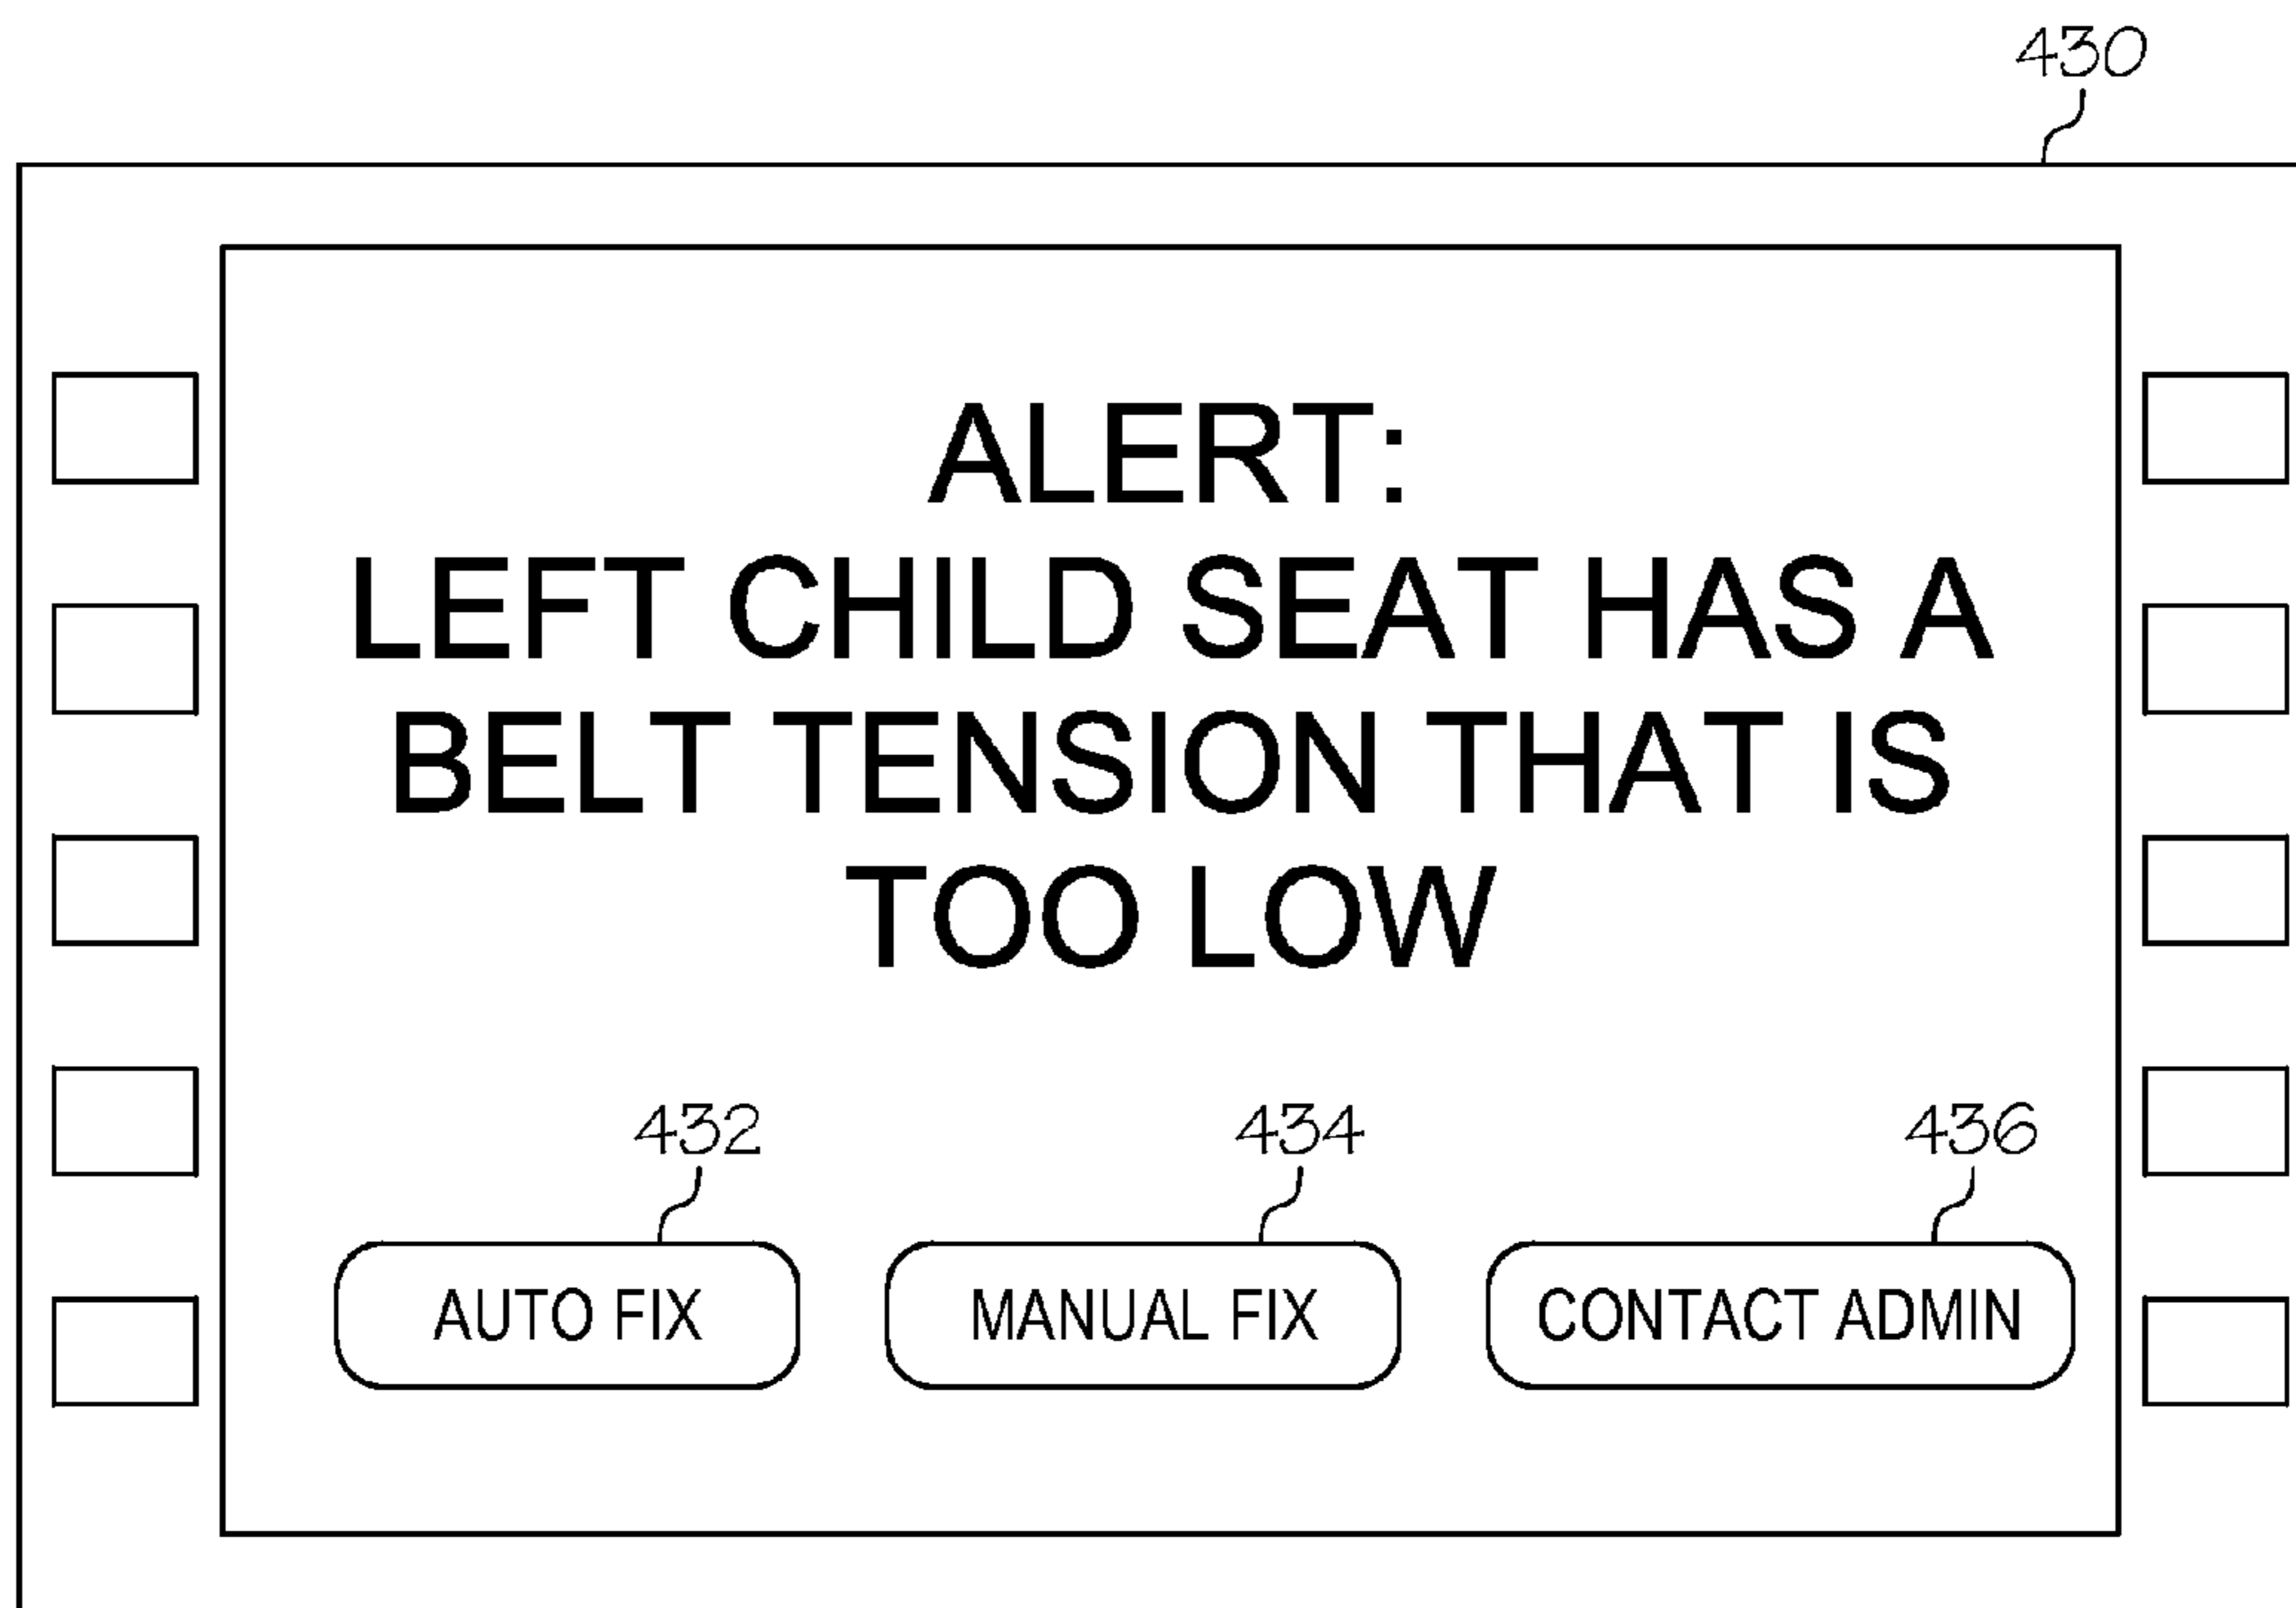 430
ALERT:
LEFT CHILD SEAT HAS A
BELT TENSION THAT IS
TOO LOW
432 434 436
AUTO FIX MANUAL FIX CONTACT ADMIN